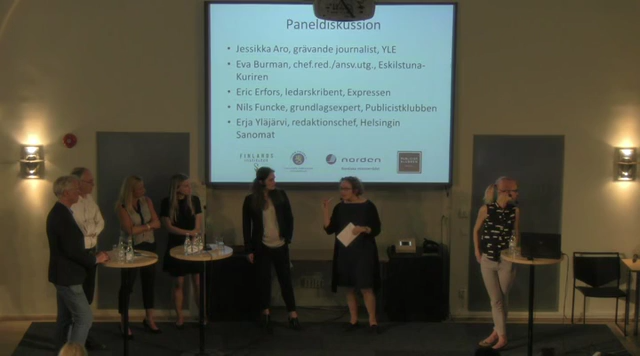 Paneldiskussion
• Jessikka Aro, grävande journalist, YLE
• Eva Burman, chef.red./ansv.utg., Eskilstuna-
Kuriren
• Eric Erfors, ledarskribent, Expressen
• Nils Funcke, grundlagsexpert, Publicistklubben
• Erja Yläjärvi, redaktionschef, Helsingin
Sanomat
FINLANDS
norden